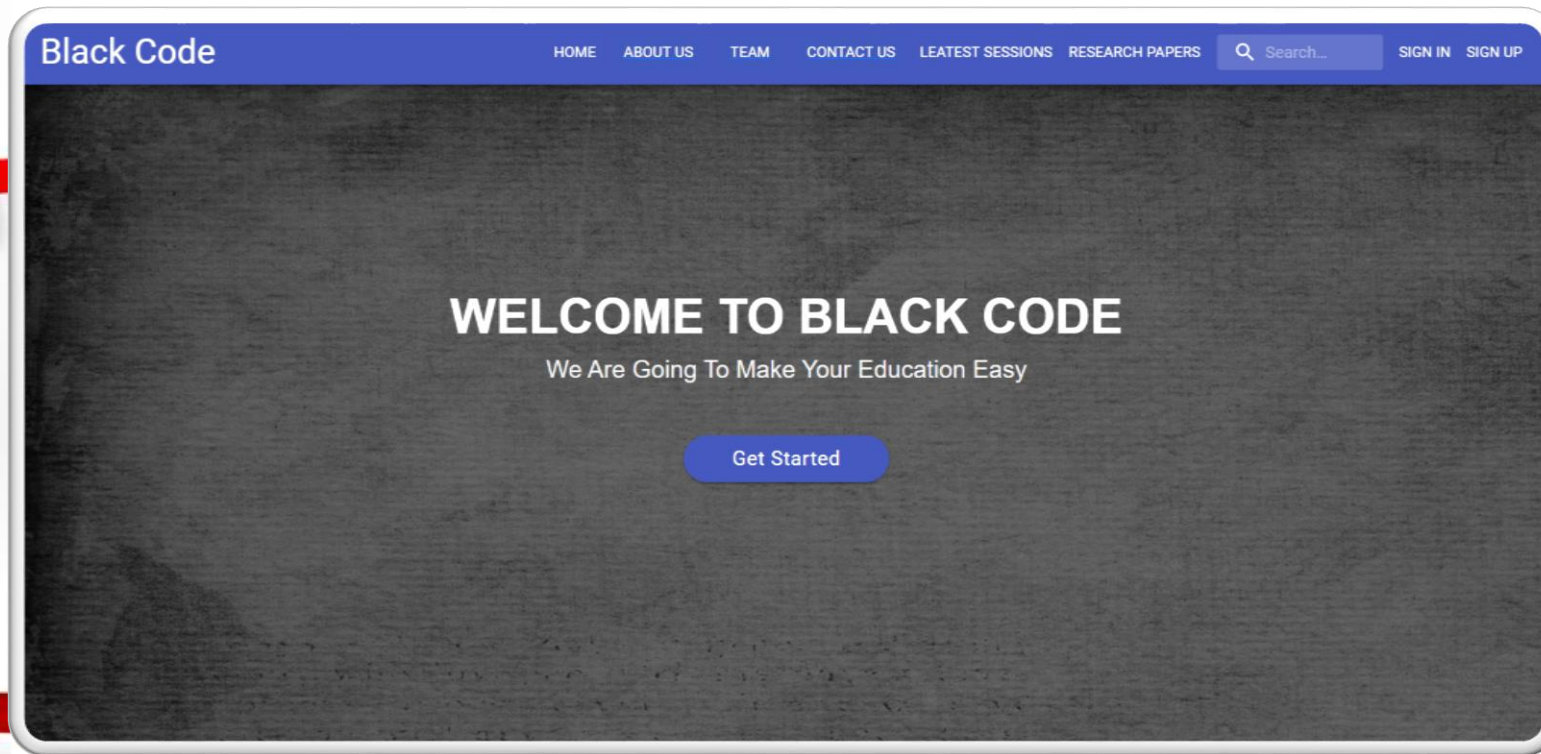 Black Code HOME ABOUT US TEAM CONTACT US LEATEST SESSIONS RESEARCH PAPERS Search... SIGN IN SIGN UP
WELCOME TO BLACK CODE
We Are Going To Make Your Education Easy
Get Started